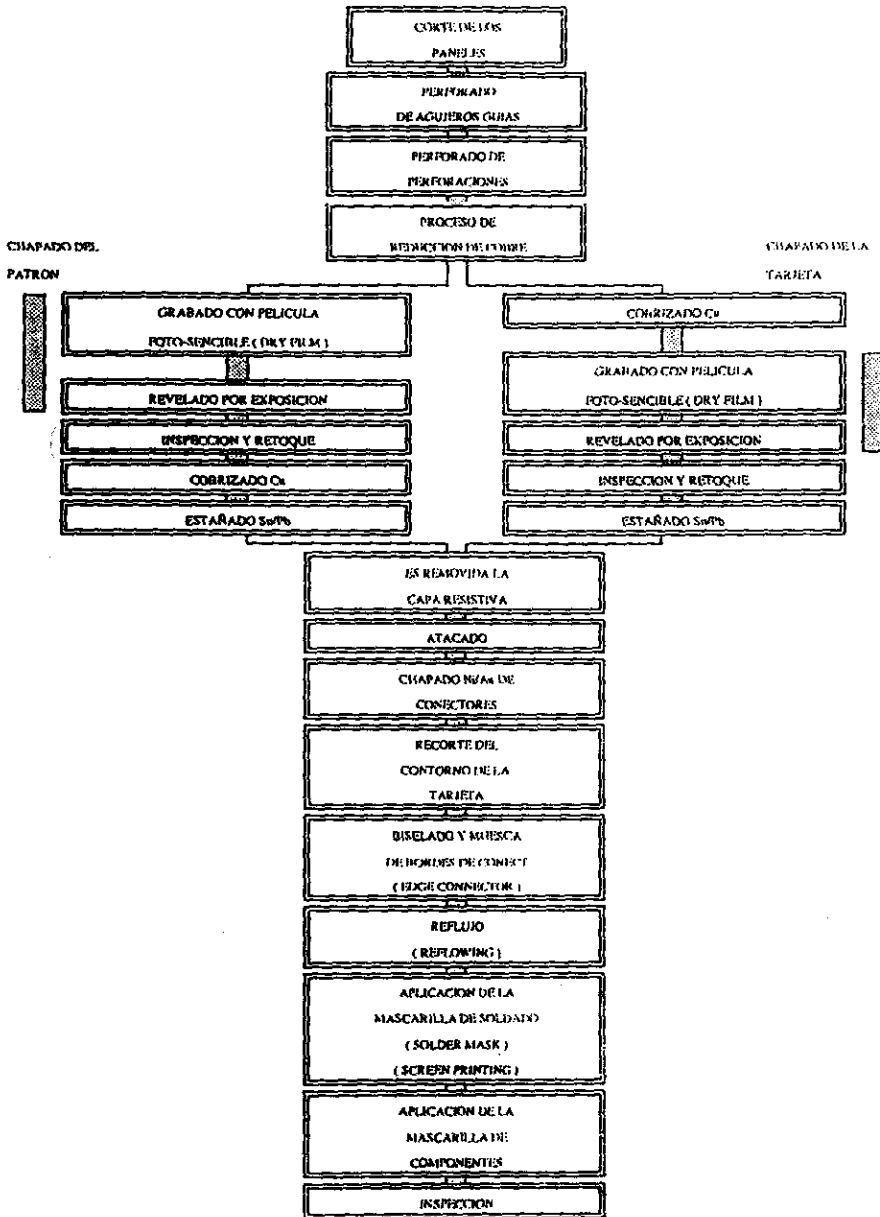 CORTE DE LOS
PANELES
PERFORADO
DE AGUJEROS GUIAS
PERFORADO DE
PERFORACIONES
PROCESO DE
REDUCCION DE COBRE
CHAPADO DEL
PATRON
GRABADO CON PELICULA
FOTO-SENCIBLE ( DRY FILM )
REVELADO POR EXPOSICION
INSPECCION Y RETOQUE
COBRIZADO Cu
ESTAÑADO Sn/Pb
CHAPADO DE LA
TARJETA
COBRIZADO Cu
GRABADO CON PELICULA
FOTO-SENCIBLE ( DRY FILM )
REVELADO POR EXPOSICION
INSPECCION Y RETOQUE
ESTAÑADO Sn/Pb
ES REMOVIDA LA
CAPA RESISTIVA
ATACADO
CHAPADO Ni/Au DE
CONECTORES
RECORTE DEL
CONTORNO DE LA
TARJETA
BISELADO Y MUESCA
DE BORDES DE CONECT
( EDGE CONNECTOR )
REFLUJO
( REFLOWING )
APLICACION DE LA
MASCARILLA DE SOLDADO
( SOLDER MASK )
( SCREEN PRINTING )
APLICACION DE LA
MASCARILLA DE
COMPONENTES
INSPECCION